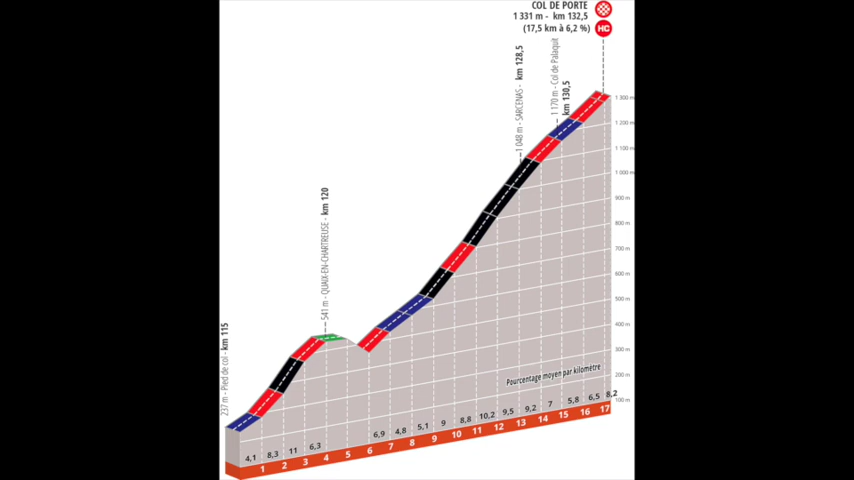 COL DE PORTE
1 331 m - km 132,5
(17,5 km à 6,2 %)
HC
1 170 m - Col de Palaquit
km 130,5
1 048 m - SARCENAS - km 128,5
541 m - QUAIX-EN-CHARTREUSE - km 120
237 m - Pied de col - km 115
1 300 m
1 200 m
1 100 m
1 000 m
900 m
800 m
700 m
600 m
500 m
400 m
300 m
200 m
100 m
Pourcentage moyen par kilomètre
4,1 8,3 11 6,3 6,9 4,8 5,1 9 8,8 10,2 9,5 9,2 7 5,8 6,5 8,2
1 2 3 4 5 6 7 8 9 10 11 12 13 14 15 16 17